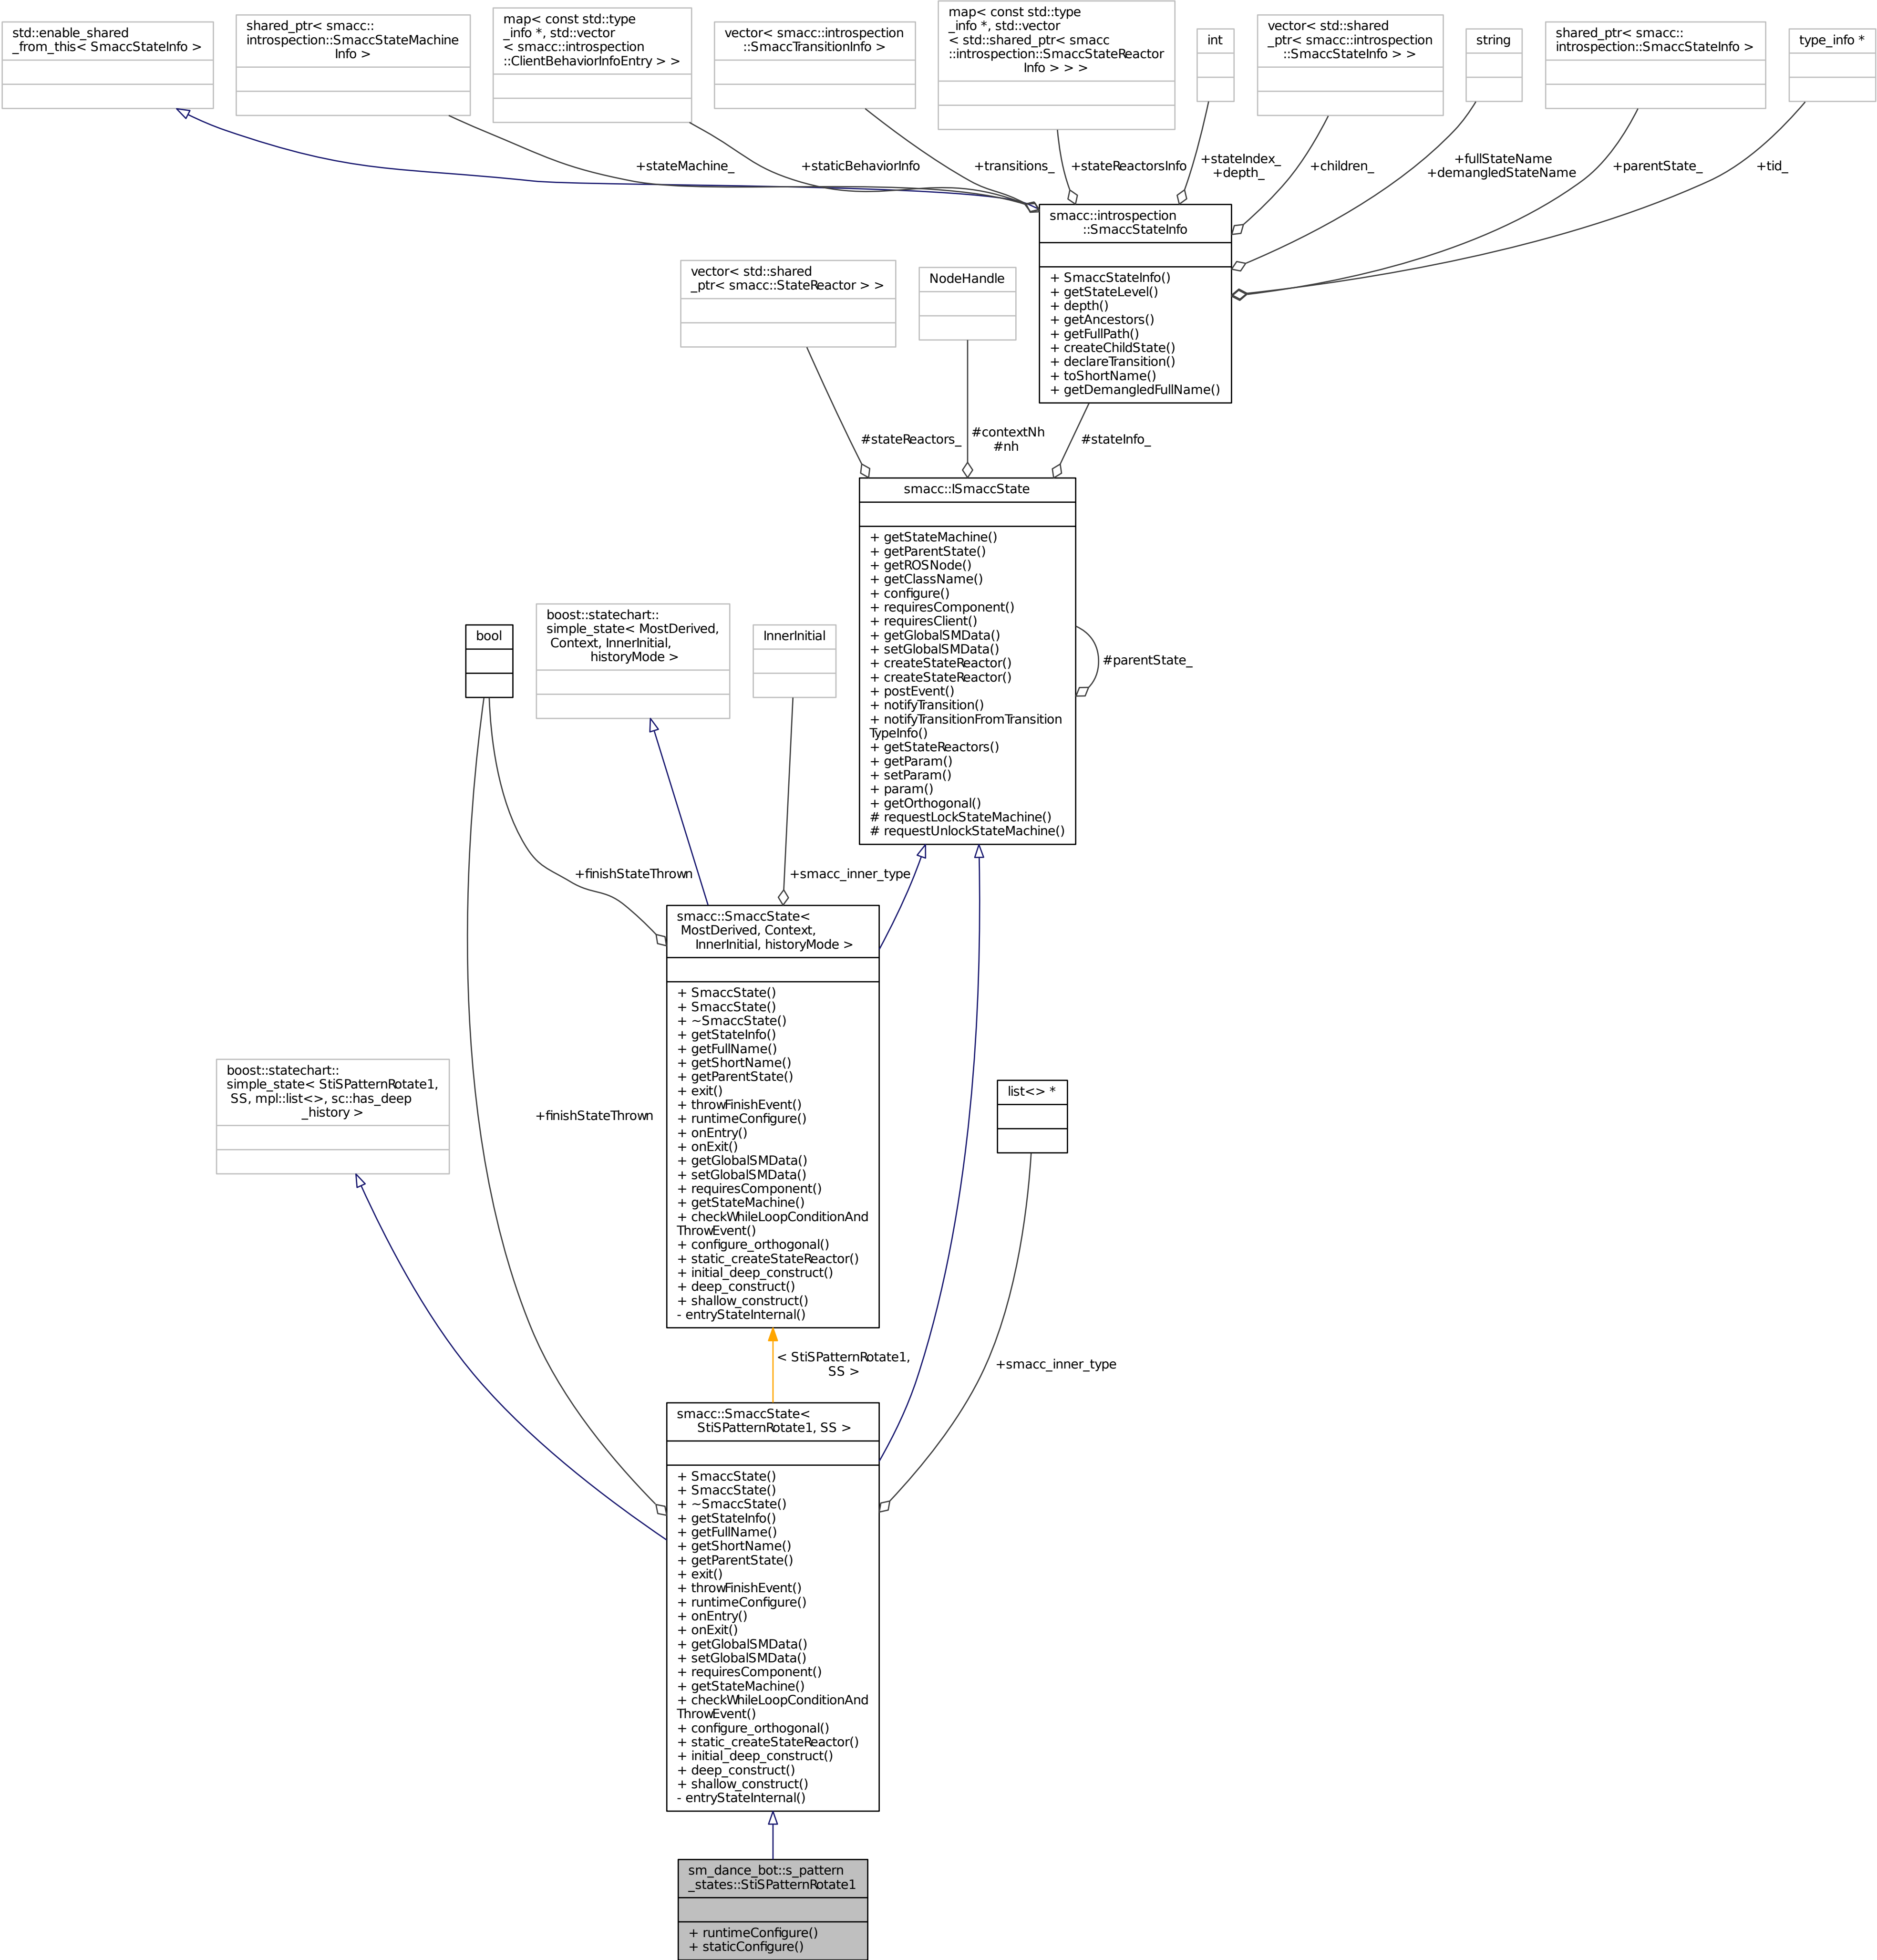 std::enable_shared
_from_this< SmaccStateInfo >
shared_ptr< smacc::
introspection::SmaccStateMachine
Info >
map< const std::type
_info *, std::vector
< smacc::introspection
::ClientBehaviorInfoEntry > >
vector< smacc::introspection
::SmaccTransitionInfo >
map< const std::type
_info *, std::vector
< std::shared_ptr< smacc
::introspection::SmaccStateReactor
Info > > >
int
vector< std::shared
_ptr< smacc::introspection
::SmaccStateInfo > >
string
shared_ptr< smacc::
introspection::SmaccStateInfo >
type_info *
+stateMachine_
+staticBehaviorInfo
+transitions_
+stateReactorsInfo
+stateIndex_
+depth_
+children_
+fullStateName
+demangledStateName
+parentState_
+tid_
smacc::introspection
::SmaccStateInfo
+ SmaccStateInfo()
+ getStateLevel()
+ depth()
+ getAncestors()
+ getFullPath()
+ createChildState()
+ declareTransition()
+ toShortName()
+ getDemangledFullName()
vector< std::shared
_ptr< smacc::StateReactor > >
NodeHandle
#stateReactors_
#contextNh
#nh
#stateInfo_
smacc::ISmaccState
+ getStateMachine()
+ getParentState()
+ getROSNode()
+ getClassName()
+ configure()
+ requiresComponent()
+ requiresClient()
+ getGlobalSMData()
+ setGlobalSMData()
+ createStateReactor()
+ createStateReactor()
+ postEvent()
+ notifyTransition()
+ notifyTransitionFromTransition
TypeInfo()
+ getStateReactors()
+ getParam()
+ setParam()
+ param()
+ getOrthogonal()
# requestLockStateMachine()
# requestUnlockStateMachine()
#parentState_
bool
boost::statechart::
simple_state< MostDerived,
Context, InnerInitial,
historyMode >
InnerInitial
+finishStateThrown
+smacc_inner_type
smacc::SmaccState<
MostDerived, Context,
InnerInitial, historyMode >
+ SmaccState()
+ SmaccState()
+ ~SmaccState()
+ getStateInfo()
+ getFullName()
+ getShortName()
+ getParentState()
+ exit()
+ throwFinishEvent()
+ runtimeConfigure()
+ onEntry()
+ onExit()
+ getGlobalSMData()
+ setGlobalSMData()
+ requiresComponent()
+ getStateMachine()
+ checkWhileLoopConditionAnd
ThrowEvent()
+ configure_orthogonal()
+ static_createStateReactor()
+ initial_deep_construct()
+ deep_construct()
+ shallow_construct()
- entryStateInternal()
boost::statechart::
simple_state< StiSPatternRotate1,
SS, mpl::list<>, sc::has_deep
_history >
+finishStateThrown
list<> *
< StiSPatternRotate1,
SS >
+smacc_inner_type
smacc::SmaccState<
StiSPatternRotate1, SS >
+ SmaccState()
+ SmaccState()
+ ~SmaccState()
+ getStateInfo()
+ getFullName()
+ getShortName()
+ getParentState()
+ exit()
+ throwFinishEvent()
+ runtimeConfigure()
+ onEntry()
+ onExit()
+ getGlobalSMData()
+ setGlobalSMData()
+ requiresComponent()
+ getStateMachine()
+ checkWhileLoopConditionAnd
ThrowEvent()
+ configure_orthogonal()
+ static_createStateReactor()
+ initial_deep_construct()
+ deep_construct()
+ shallow_construct()
- entryStateInternal()
sm_dance_bot::s_pattern
_states::StiSPatternRotate1
+ runtimeConfigure()
+ staticConfigure()